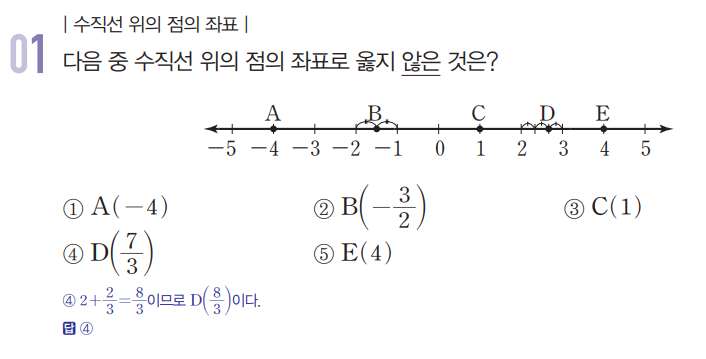 | 수직선 위의 점의 좌표 |
01 다음 중 수직선 위의 점의 좌표로 옳지 않은 것은?
A B C D E
−5 −4 −3 −2 −1 0 1 2 3 4 5
① A(−4) ② B(−3/2) ③ C(1)
④ D(7/3) ⑤ E(4)
④ 2+2/3=8/3이므로 D(8/3)이다.
답 ④